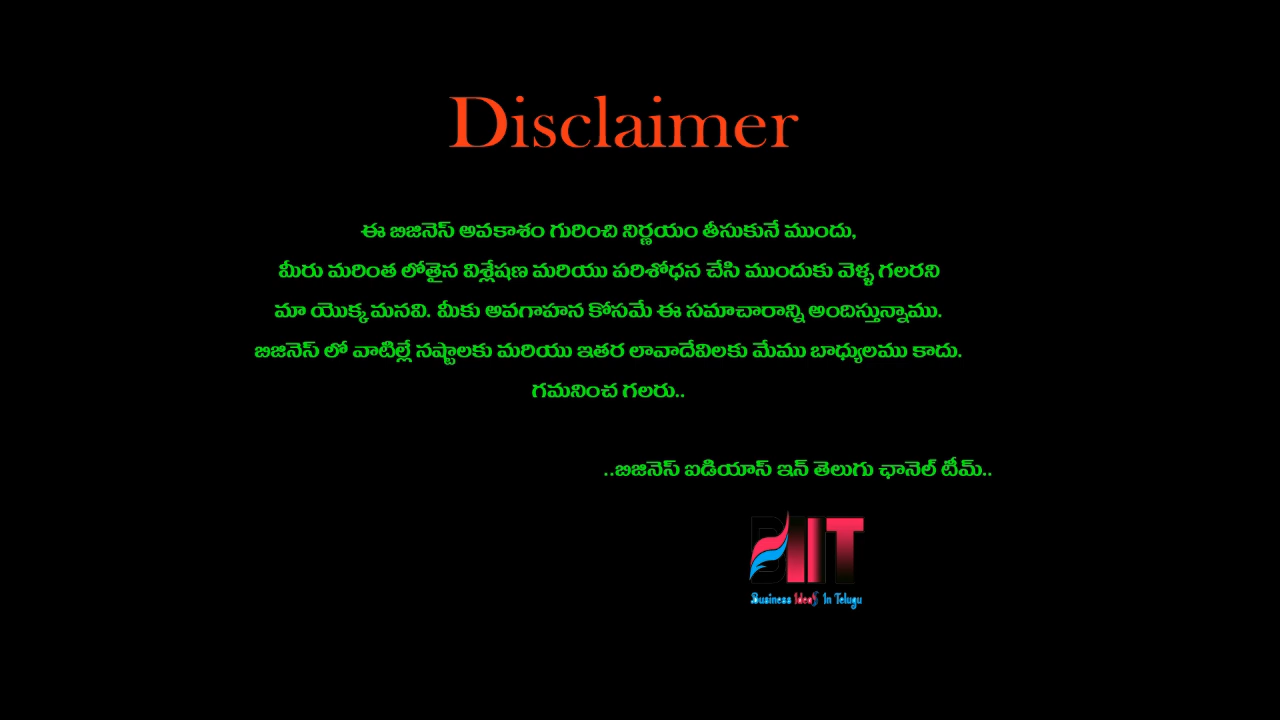 Disclaimer
ఈ బిజినెస్ అవకాశం గురించి నిర్ణయం తీసుకునే ముందు,
మీరు మరింత లోతైన విశ్లేషణ మరియు పరిశోధన చేసి ముందుకు వెళ్ళ గలరని
మా యొక్క మనవి. మీకు అవగాహన కోసమే ఈ సమాచారాన్ని అందిస్తున్నాము.
బిజినెస్ లో వాటిల్లే నష్టాలకు మరియు ఇతర లావాదేవిలకు మేము బాధ్యులము కాదు.
గమనించ గలరు..
..బిజినెస్ ఐడియాస్ ఇన్ తెలుగు ఛానెల్ టీమ్..
BIIT
Business Ideas In Telugu